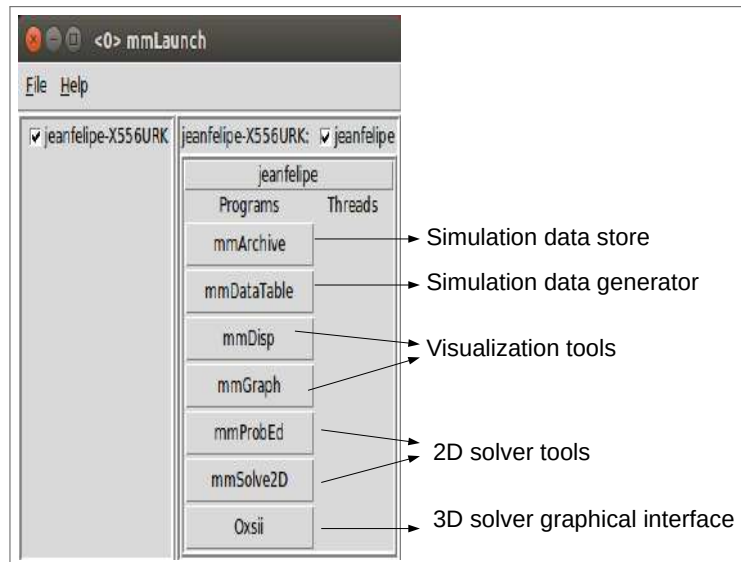 <0> mmLaunch
File Help
jeanfelipe-X556URK
jeanfelipe-X556URK: jeanfelipe
jeanfelipe
Programs Threads
mmArchive
Simulation data store
mmDataTable
Simulation data generator
mmDisp
Visualization tools
mmGraph
mmProbEd
2D solver tools
mmSolve2D
Oxsii
3D solver graphical interface